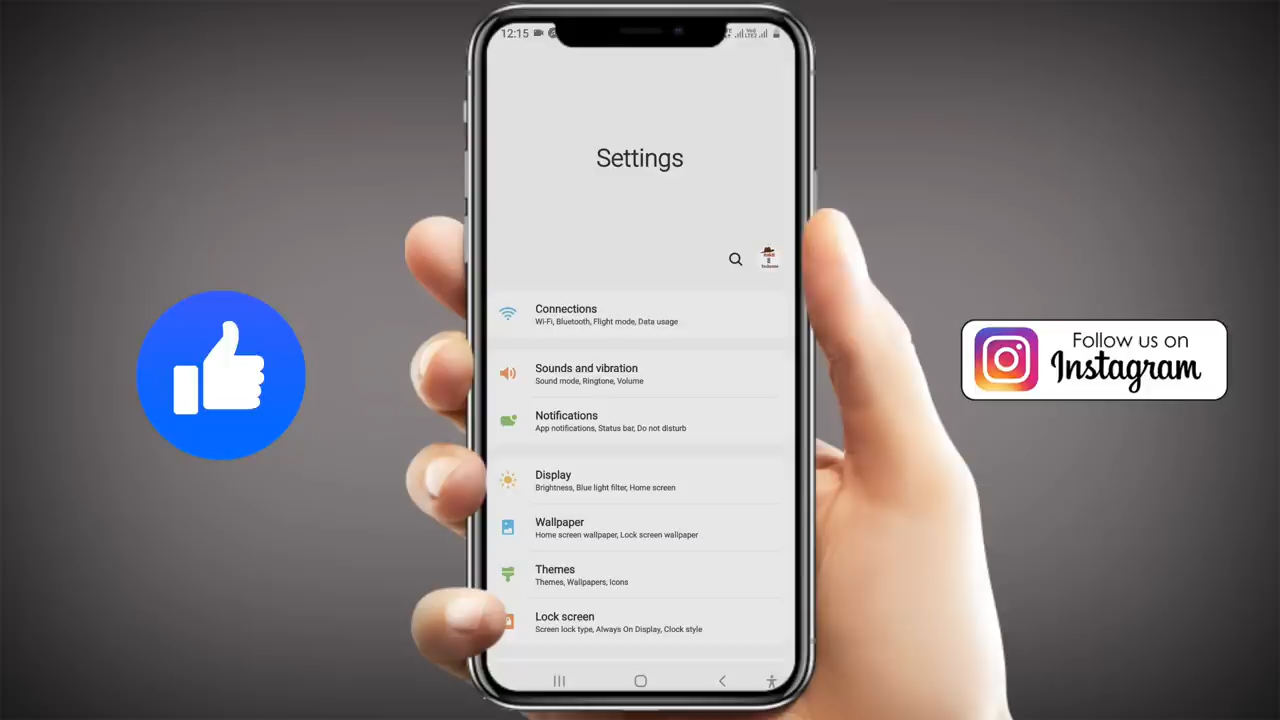 12:15
Settings
Connections
Wi-Fi, Bluetooth, Flight mode, Data usage
Sounds and vibration
Sound mode, Ringtone, Volume
Notifications
App notifications, Status bar, Do not disturb
Display
Brightness, Blue light filter, Home screen
Wallpaper
Home screen wallpaper, Lock screen wallpaper
Themes
Themes, Wallpapers, Icons
Lock screen
Screen lock type, Always On Display, Clock style
Follow us on
Instagram